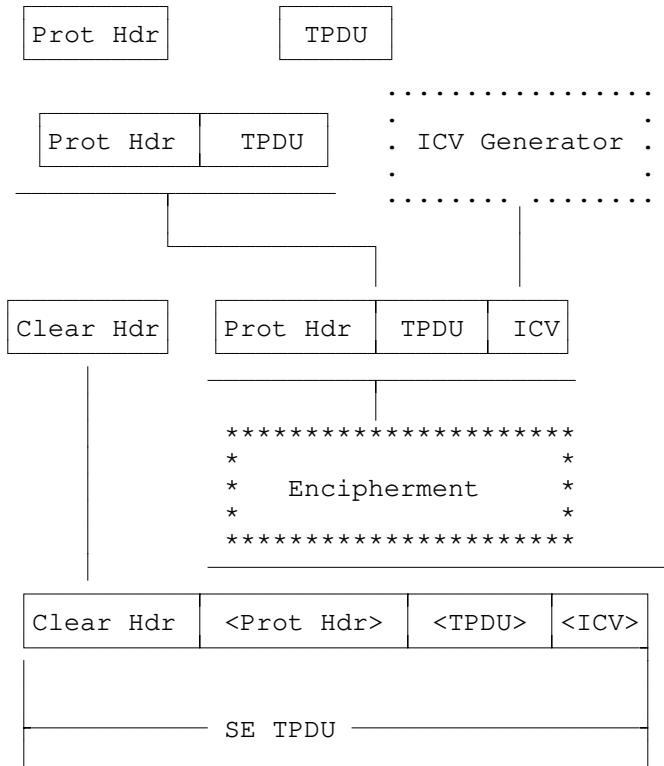 Prot Hdr TPDU
Prot Hdr TPDU ICV Generator
Clear Hdr Prot Hdr TPDU ICV
Encipherment
Clear Hdr <Prot Hdr> <TPDU> <ICV>
SE TPDU